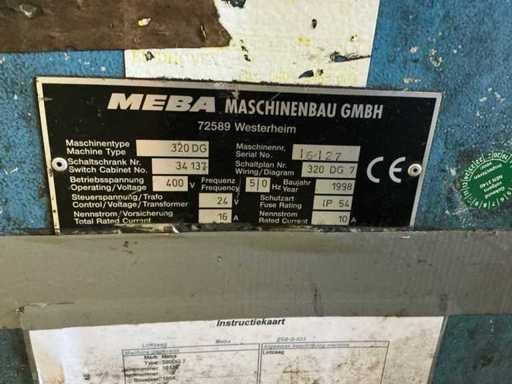 MEBA MASCHINENBAU GMBH
72589 Westerheim
Maschinentype
Machine Type
320 DG
Maschinennr.
Serial No.
16127
Schaltschrank Nr.
Switch Cabinet No.
34 137
Schaltplan Nr.
Wiring/Diagram
320 DG 7
Betriebsspannung
Operating/Voltage
400 V
Frequenz
Frequency
50
Baujahr
Year
1998
Steuerspannung/Trafo
Control/Voltage/Transformer
24 V
Schutzart
Fuse Rating
IP 54
Nennstrom/Versicherung
Total Rated Current
16 A
Nennstrom
Rated Current
10 A
CE
Instructiekaart
Lintzaag
Meba